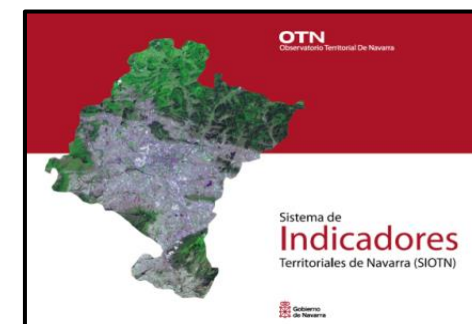 OTN
Observatorio Territorial De Navarra
Sistema de
Indicadores
Territoriales de Navarra (SIOTN)
Gobierno
de Navarra